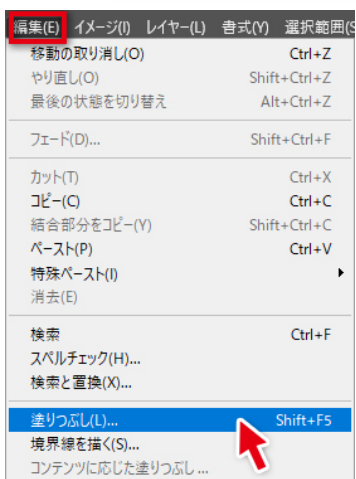 編集(E) イメージ(I) レイヤー(L) 書式(Y) 選択範囲(S
移動の取り消し(O) Ctrl+Z
やり直し(O) Shift+Ctrl+Z
最後の状態を切り替え Alt+Ctrl+Z
フェード(D)... Shift+Ctrl+F
カット(T) Ctrl+X
コピー(C) Ctrl+C
結合部分をコピー(Y) Shift+Ctrl+C
ペースト(P) Ctrl+V
特殊ペースト(I)
消去(E)
検索 Ctrl+F
スペルチェック(H)...
検索と置換(X)...
塗りつぶし(L)... Shift+F5
境界線を描く(S)...
コンテンツに応じた塗りつぶし ...